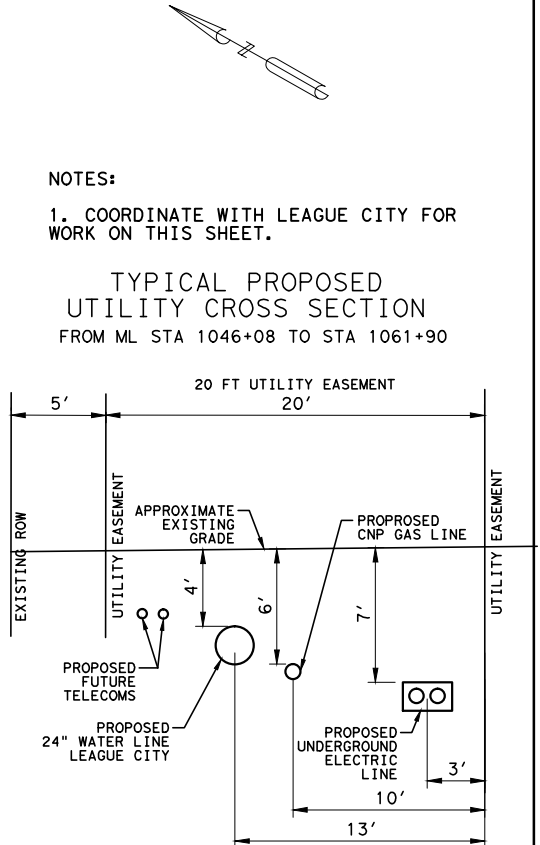 Z
NOTES:
1. COORDINATE WITH LEAGUE CITY FOR
WORK ON THIS SHEET.
TYPICAL PROPOSED
UTILITY CROSS SECTION
FROM ML STA 1046+08 TO STA 1061+90
20 FT UTILITY EASEMENT
5'
20'
EXISTING ROW
UTILITY EASEMENT
APPROXIMATE
EXISTING
GRADE
PROPROSED
CNP GAS LINE
UTILITY EASEMENT
4'
6'
7'
PROPOSED
FUTURE
TELECOMS
PROPOSED
24" WATER LINE
LEAGUE CITY
PROPOSED
UNDERGROUND
ELECTRIC
LINE
3'
10'
13'